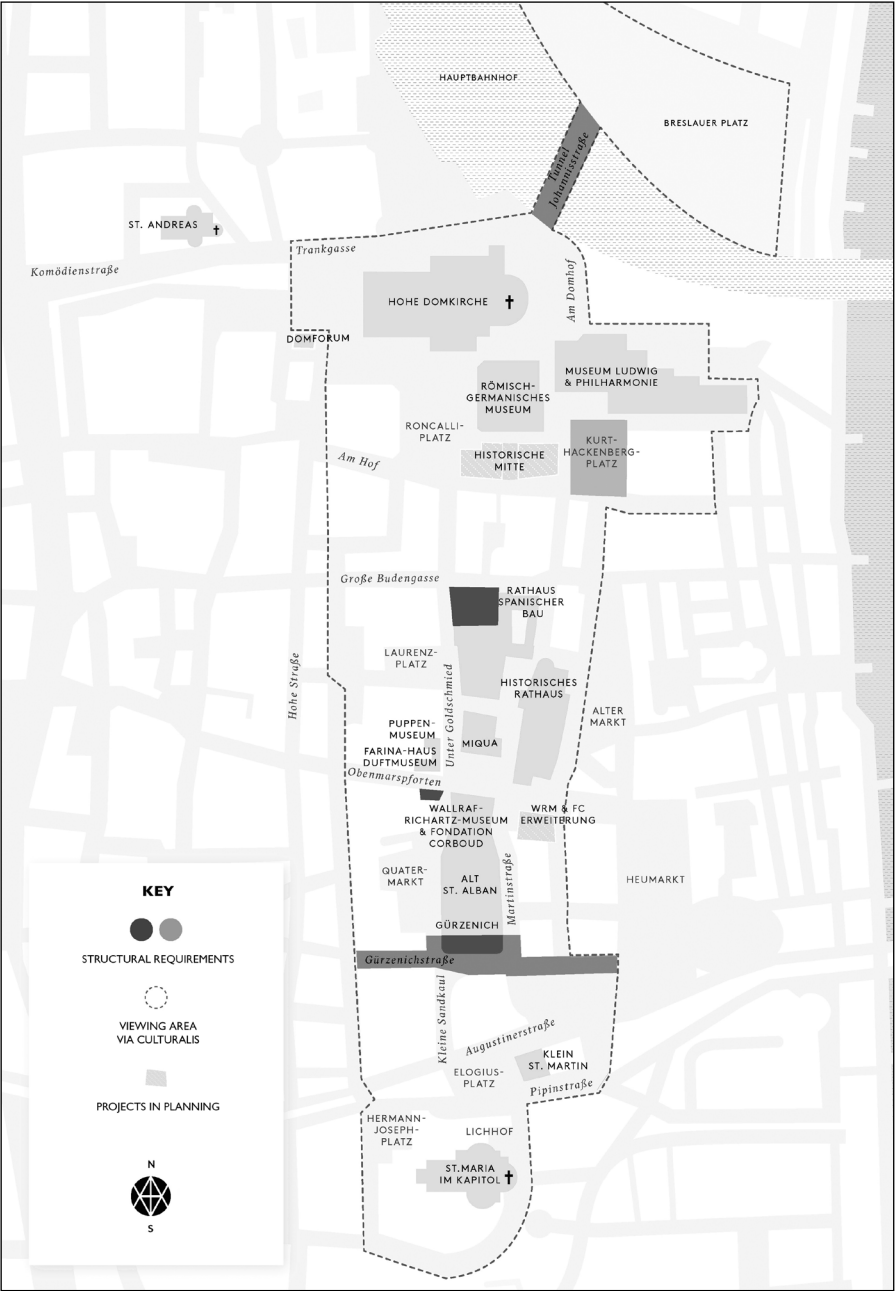 HAUPTBAHNHOF
BRESLAUER PLATZ
Tunnel
Johannisstraße
ST. ANDREAS
Komödienstraße
Trankgasse
HOHE DOMKIRCHE
Am Domhof
DOMFORUM
MUSEUM LUDWIG
& PHILHARMONIE
RÖMISCH-
GERMANISCHES
MUSEUM
RONCALLI-
PLATZ
KURT-
HACKENBERG-
PLATZ
HISTORISCHE
MITTE
Am Hof
Große Budengasse
RATHAUS
SPANISCHER
BAU
LAURENZ-
PLATZ
Hohe Straße
Unter Goldschmied
HISTORISCHES
RATHAUS
ALTER
MARKT
PUPPEN-
MUSEUM
MIQUA
FARINA-HAUS
DUFTMUSEUM
Obenmarspforten
WALLRAF-
RICHARTZ-MUSEUM
& FONDATION
CORBOUD
WRM & FC
ERWEITERUNG
QUATER-
MARKT
ALT
ST. ALBAN
Martinstraße
HEUMARKT
GÜRZENICH
Gürzenichstraße
Kleine Sandkaul
Augustinerstraße
KLEIN
ST. MARTIN
ELOGIUS-
PLATZ
Pipinstraße
HERMANN-
JOSEPH-
PLATZ
LICHHOF
ST.MARIA
IM KAPITOL
KEY
STRUCTURAL REQUIREMENTS
VIEWING AREA
VIA CULTURALIS
PROJECTS IN PLANNING
N
S